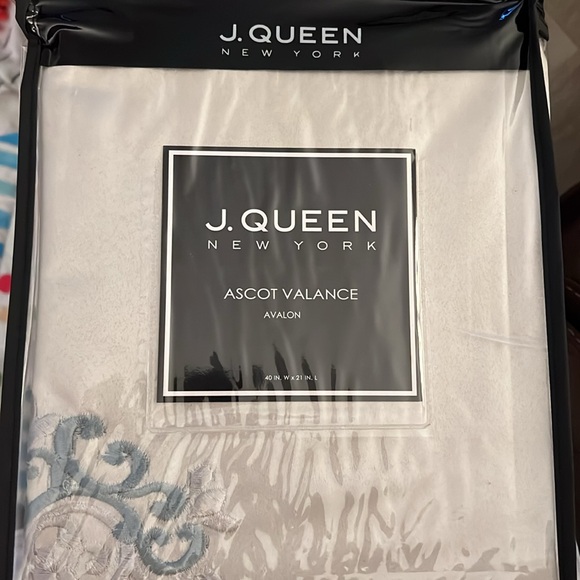 J. QUEEN
NEW YORK
J. QUEEN
NEW YORK
ASCOT VALANCE
AVALON
40 IN. W x 21 IN. L